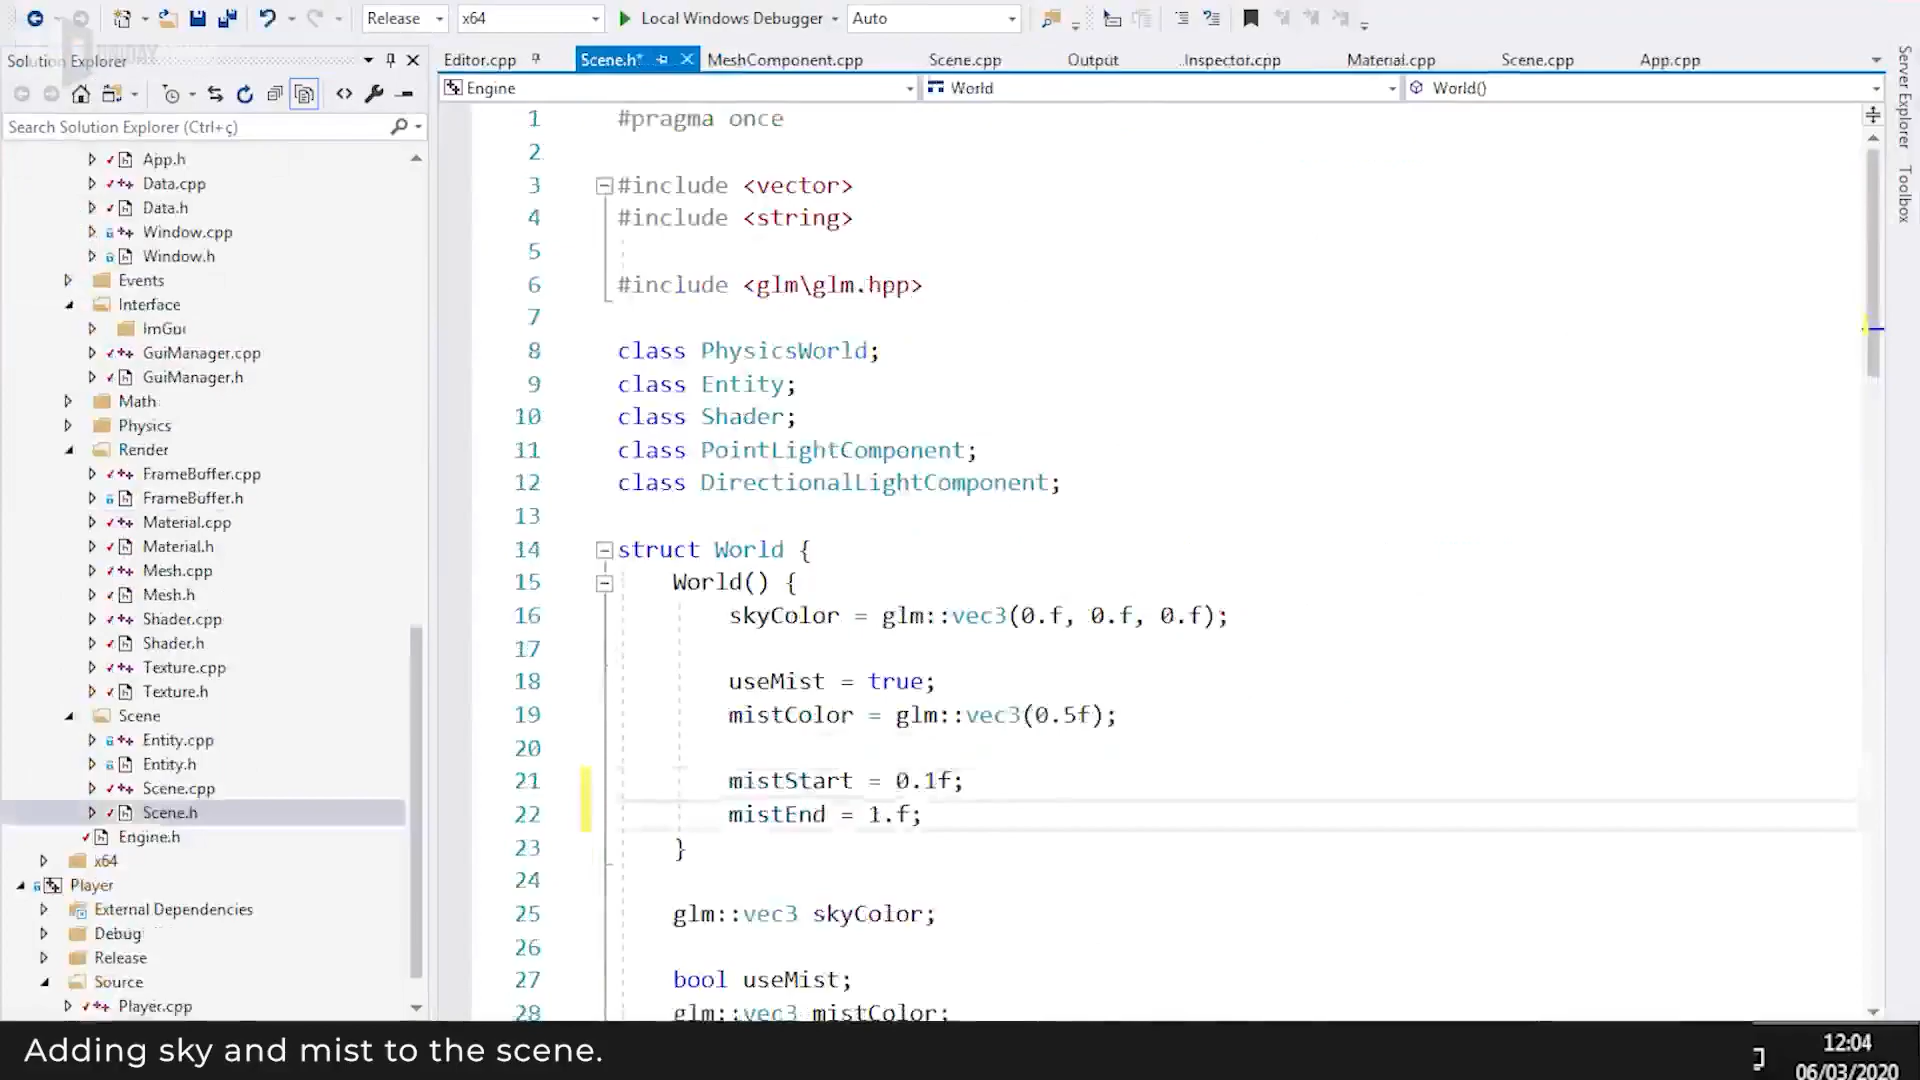 Release x64 Local Windows Debugger Auto
Solution Explorer
Editor.cpp Scene.h* MeshComponent.cpp Scene.cpp Output Inspector.cpp Material.cpp Scene.cpp App.cpp
Engine World World()
Search Solution Explorer (Ctrl+ç)
App.h
Data.cpp
Data.h
Window.cpp
Window.h
Events
Interface
ImGui
GuiManager.cpp
GuiManager.h
Math
Physics
Render
FrameBuffer.cpp
FrameBuffer.h
Material.cpp
Material.h
Mesh.cpp
Mesh.h
Shader.cpp
Shader.h
Texture.cpp
Texture.h
Scene
Entity.cpp
Entity.h
Scene.cpp
Scene.h
Engine.h
x64
Player
External Dependencies
Debug
Release
Source
Player.cpp
1 #pragma once
2
3 #include <vector>
4 #include <string>
5
6 #include <glm\glm.hpp>
7
8 class PhysicsWorld;
9 class Entity;
10 class Shader;
11 class PointLightComponent;
12 class DirectionalLightComponent;
13
14 struct World {
15 World() {
16 skyColor = glm::vec3(0.f, 0.f, 0.f);
17
18 useMist = true;
19 mistColor = glm::vec3(0.5f);
20
21 mistStart = 0.1f;
22 mistEnd = 1.f;
23 }
24
25 glm::vec3 skyColor;
26
27 bool useMist;
28 glm::vec3 mistColor;
Server Explorer
Toolbox
Adding sky and mist to the scene.
12:04
06/03/2020